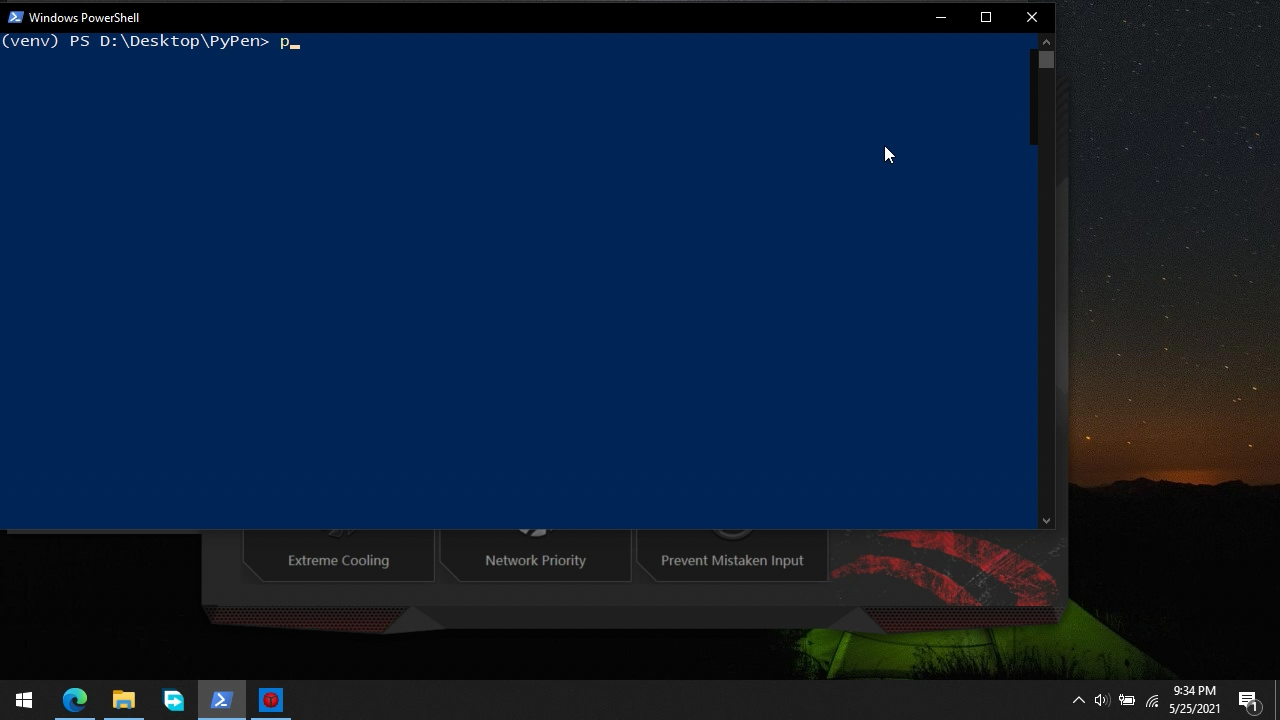 Windows PowerShell
(venv) PS D:\Desktop\PyPen> p
Extreme Cooling
Network Priority
Prevent Mistaken Input
9:34 PM
5/25/2021
1